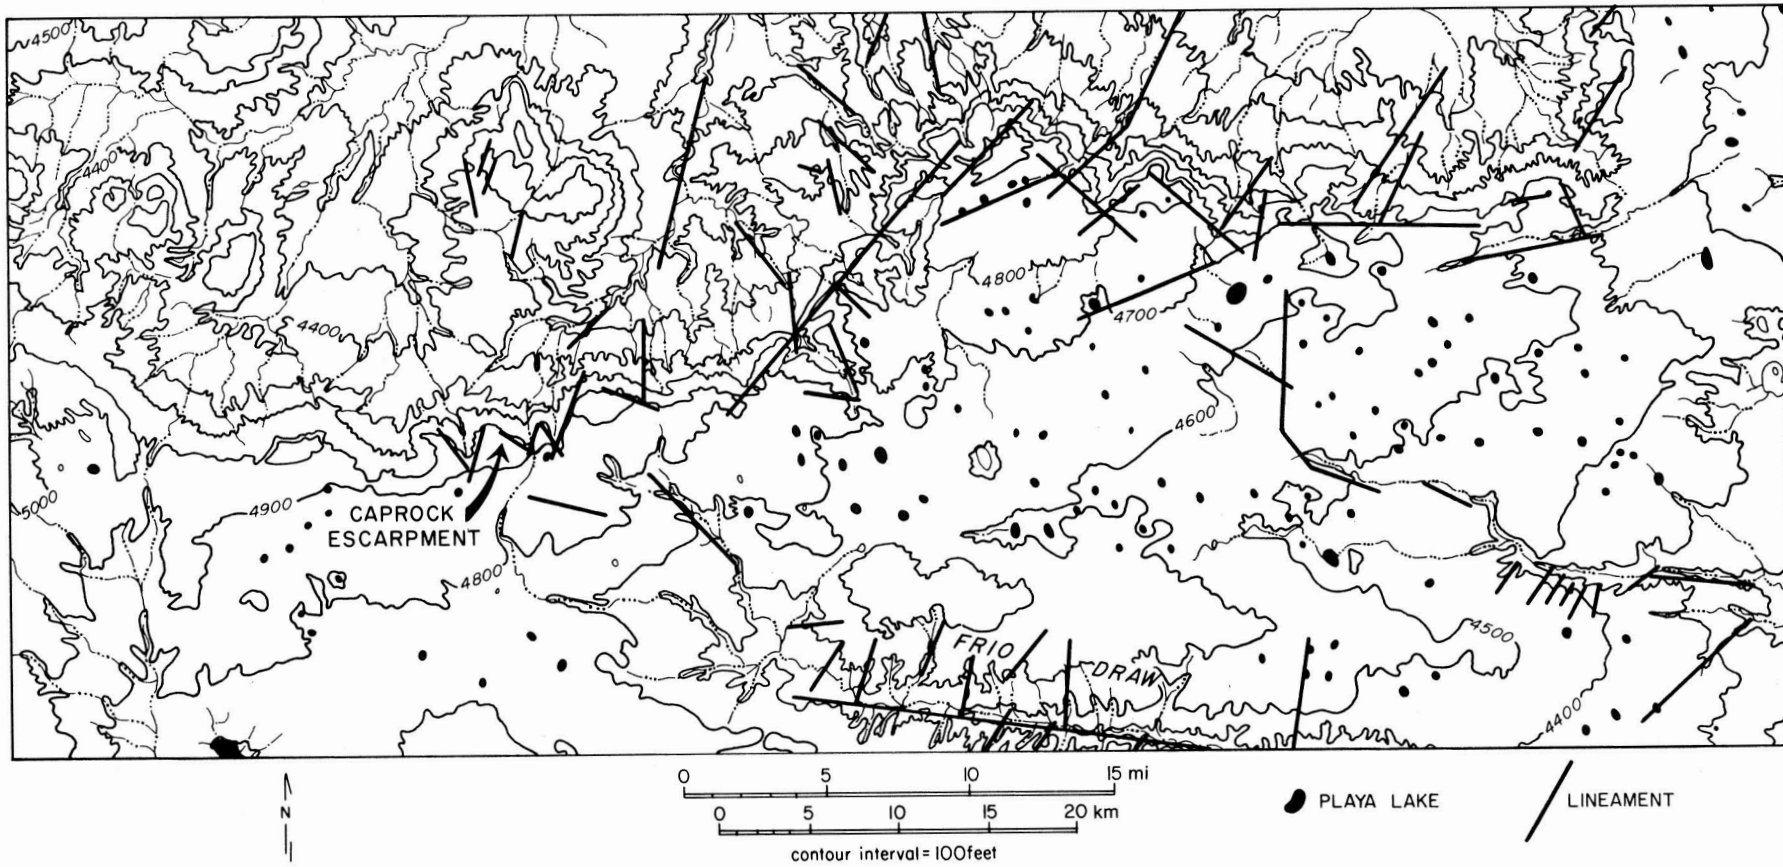 4500
4400
4400
4800
4700
4600
5000
4900
CAPROCK
ESCARPMENT
4800
4500
FRIO
DRAW
4400
0 5 10 15 mi
0 5 10 15 20 km
N
contour interval = 100 feet
PLAYA LAKE
LINEAMENT